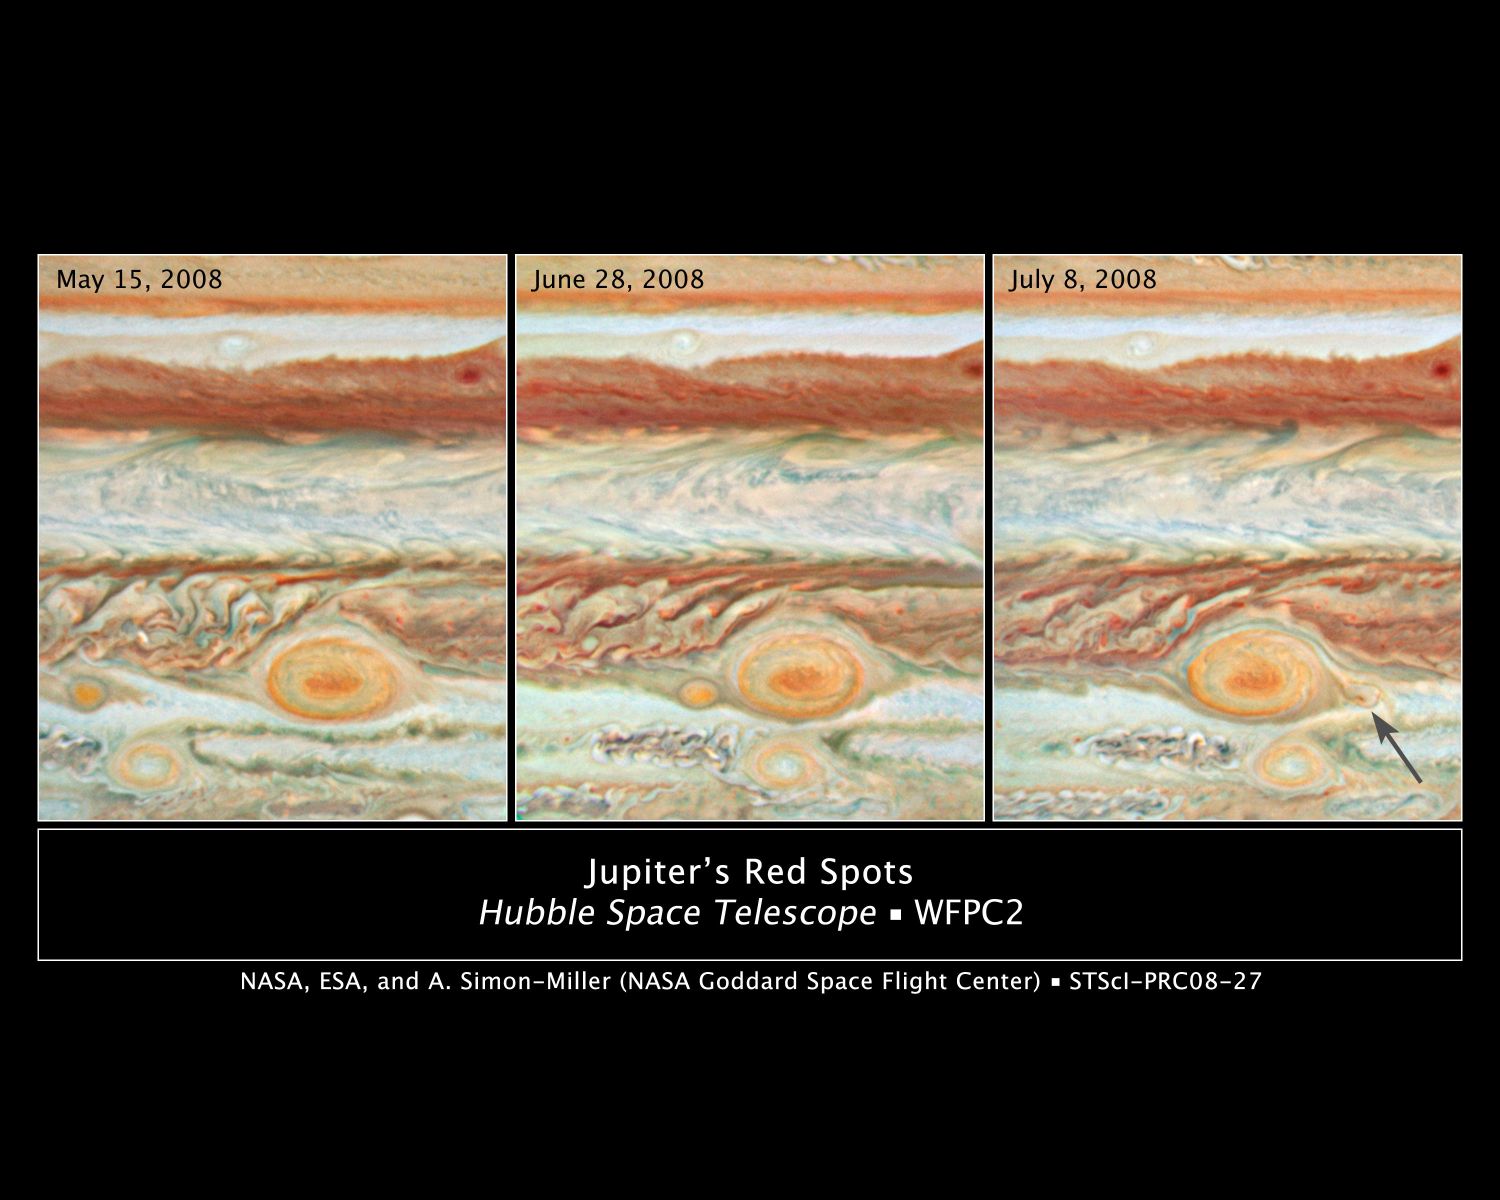 May 15, 2008
June 28, 2008
July 8, 2008
Jupiter’s Red Spots
Hubble Space Telescope ▪ WFPC2
NASA, ESA, and A. Simon-Miller (NASA Goddard Space Flight Center) ▪ STScI-PRC08-27